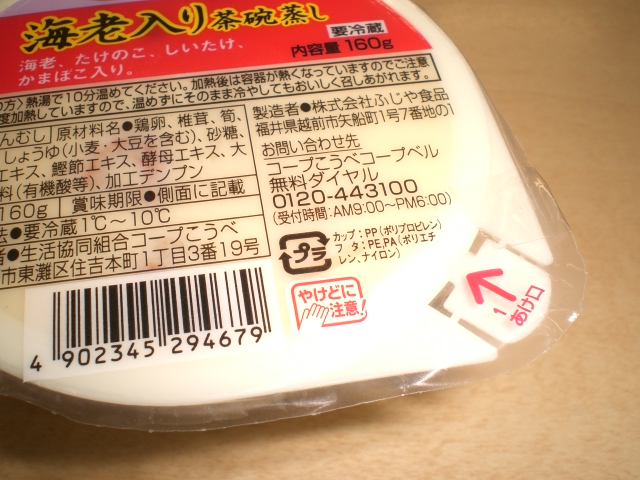 海老入り茶碗蒸し
要冷蔵
海老、たけのこ、しいたけ、
かまぼこ入り。
内容量160g
方〉熱湯で10分温めてください。加熱後は容器が熱くなっていますのでご注意
度加熱していますので、温めずにそのまま冷やしてもおいしく召しあがれます。
んむし 原材料名●鶏卵、椎茸、筍、
しょうゆ(小麦・大豆を含む)、砂糖、
エキス、鰹節エキス、酵母エキス、大
料(有機酸等)、加工デンプン
160g 賞味期限●側面に記載
法●要冷蔵1℃〜10℃
者●生活協同組合コープこうべ
市東灘区住吉本町1丁目3番19号
製造者●株式会社ふじや食品
福井県越前市矢船町1号7番地の1
お問い合わせ先
コープこうべコープベル
無料ダイヤル
0120-443100
(受付時間:AM9:00〜PM6:00)
プラ
カップ:PP(ポリプロピレン)
フタ:PE,PA(ポリエチ
レン、ナイロン)
やけどに
注意!
1
あけ口
4 902345 294679